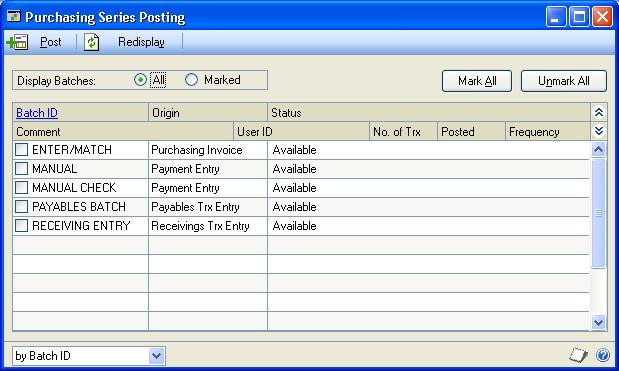 Purchasing Series Posting
Post Redisplay
Display Batches: All Marked Mark All Unmark All
Batch ID Origin Status
Comment User ID No. of Trx Posted Frequency
ENTER/MATCH Purchasing Invoice Available
MANUAL Payment Entry Available
MANUAL CHECK Payment Entry Available
PAYABLES BATCH Payables Trx Entry Available
RECEIVING ENTRY Receivings Trx Entry Available
by Batch ID